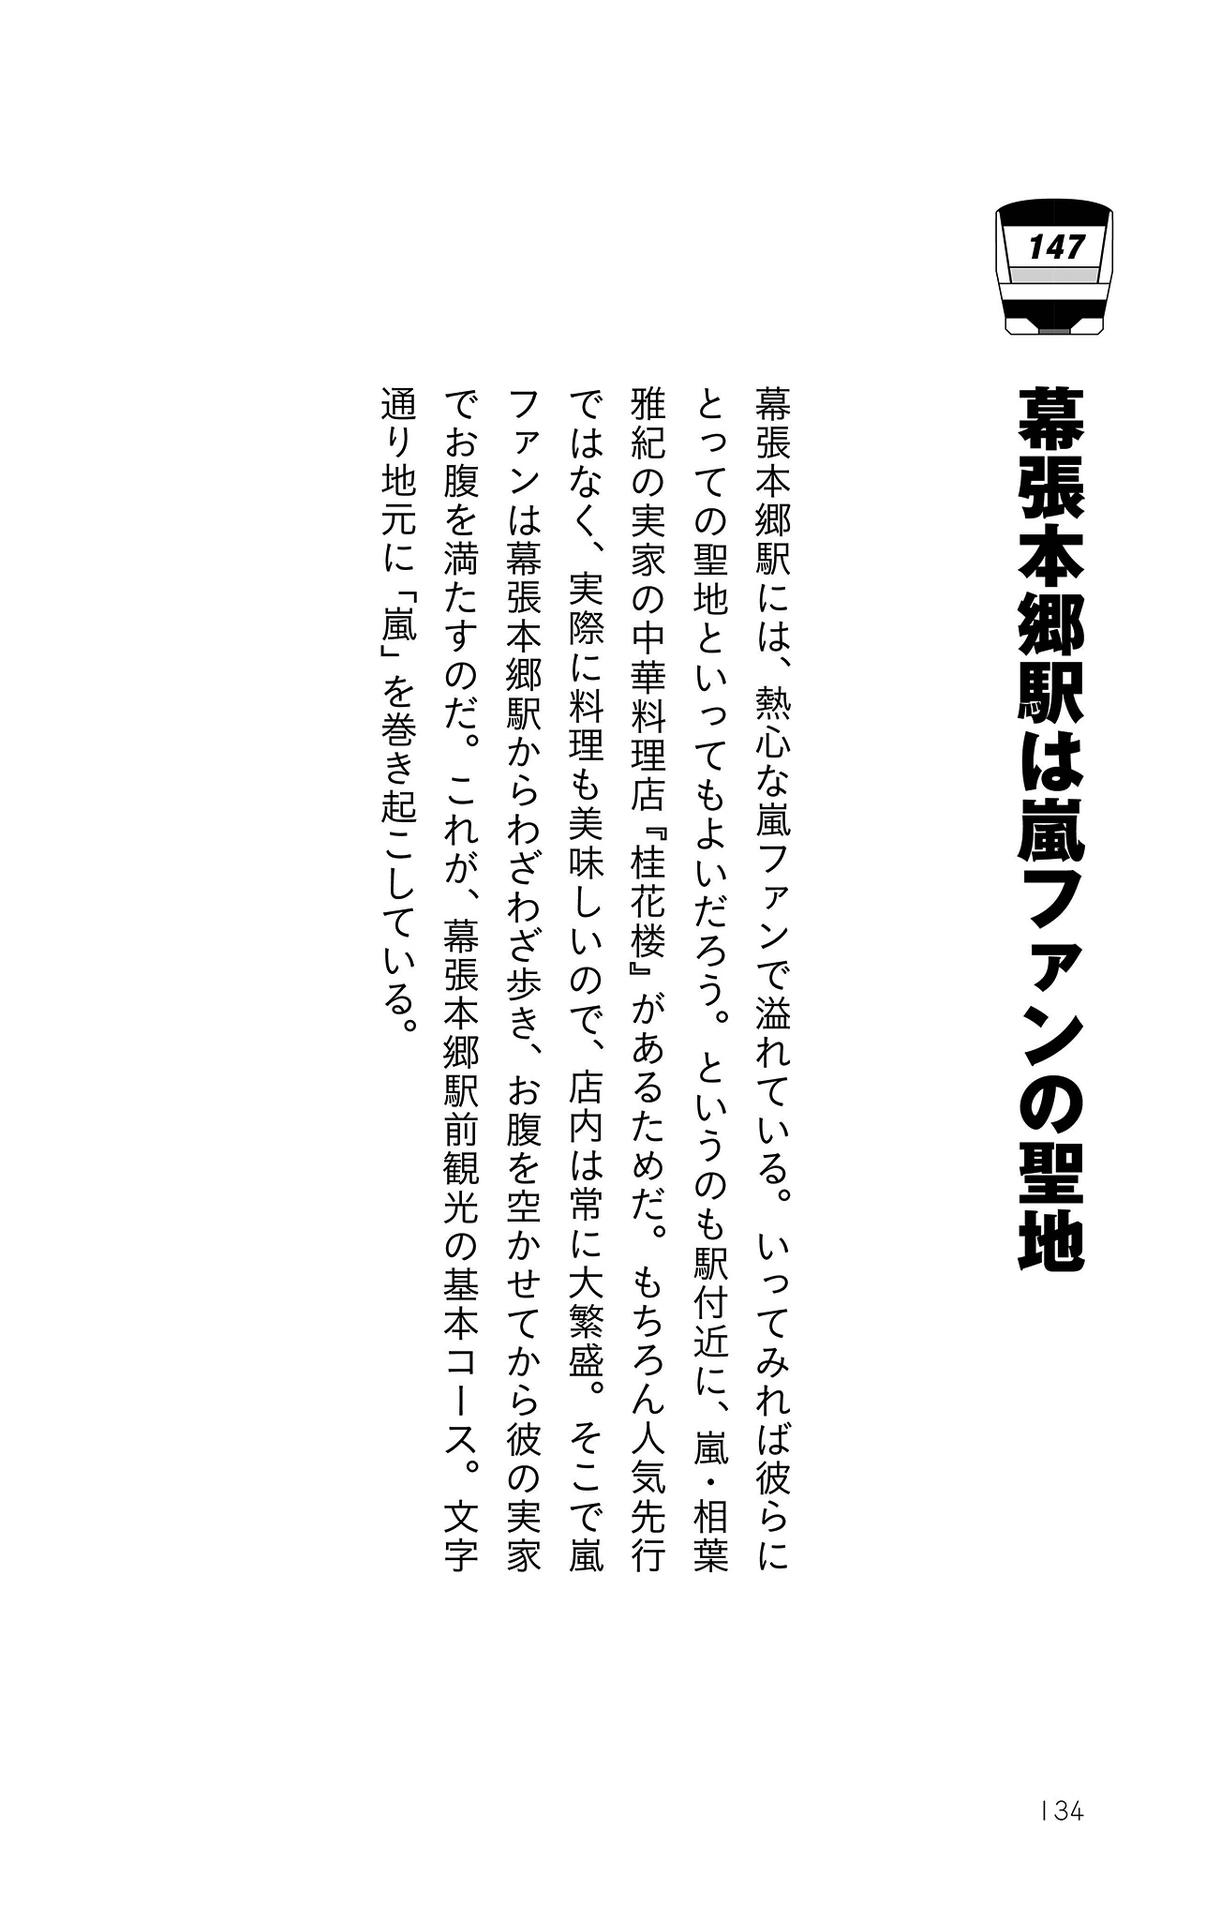 147
幕張本郷駅は嵐ファンの聖地
幕張本郷駅には、熱心な嵐ファンで溢れている。いってみれば彼らに
とっての聖地といってもよいだろう。というのも駅付近に、嵐・相葉
雅紀の実家の中華料理店『桂花楼』があるためだ。もちろん人気先行
ではなく、実際に料理も美味しいので、店内は常に大繁盛。そこで嵐
ファンは幕張本郷駅からわざわざ歩き、お腹を空かせてから彼の実家
でお腹を満たすのだ。これが、幕張本郷駅前観光の基本コース。文字
通り地元に「嵐」を巻き起こしている。
134